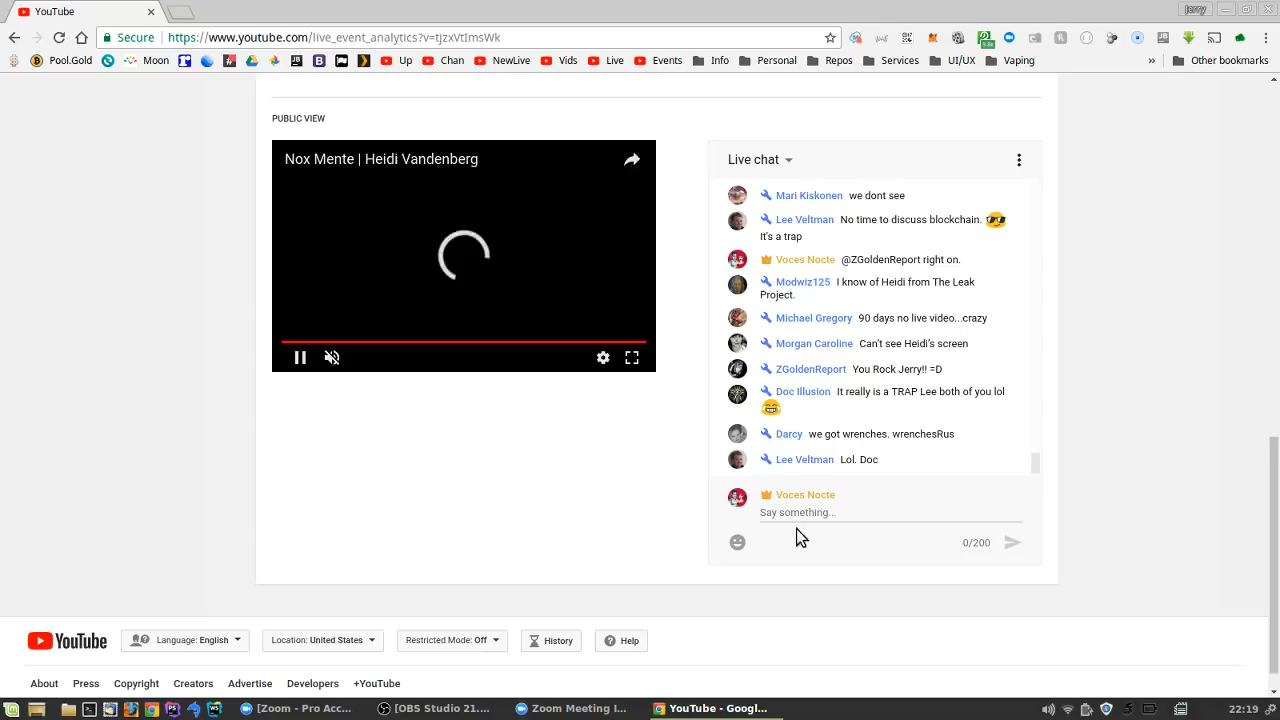 YouTube
Jerry
Secure
https://www.youtube.com/live_event_analytics?v=tjzxVtImsWk
Pool.Gold
Moon
Up
Chan
NewLive
Vids
Live
Events
Info
Personal
Repos
Services
UI/UX
Vaping
»
Other bookmarks
PUBLIC VIEW
Nox Mente | Heidi Vandenberg
Live chat
Mari Kiskonen we dont see
Lee Veltman No time to discuss blockchain.
It's a trap
Voces Nocte @ZGoldenReport right on.
Modwiz125 I know of Heidi from The Leak
Project.
Michael Gregory 90 days no live video...crazy
Morgan Caroline Can't see Heidi's screen
ZGoldenReport You Rock Jerry!! =D
Doc Illusion It really is a TRAP Lee both of you lol
Darcy we got wrenches. wrenchesRus
Lee Veltman Lol. Doc
Voces Nocte
Say something...
0/200
YouTube
Language: English
Location: United States
Restricted Mode: Off
History
Help
About
Press
Copyright
Creators
Advertise
Developers
+YouTube
[Zoom - Pro Acc...
[OBS Studio 21....
Zoom Meeting I...
YouTube - Googl...
22:19